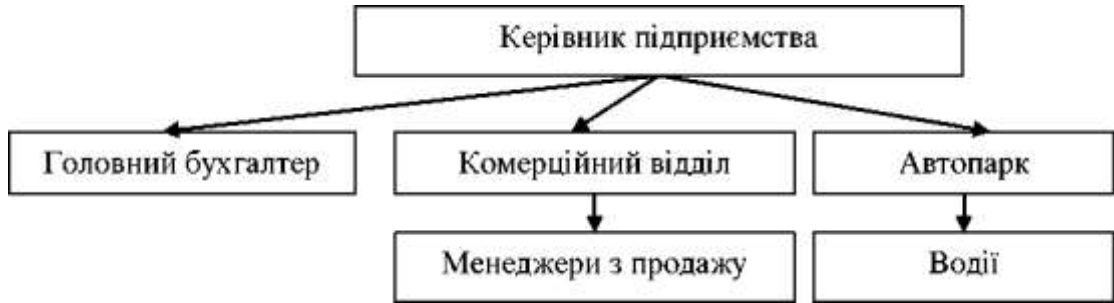 Керівник підприємства
Головний бухгалтер
Комерційний відділ
Автопарк
Менеджери з продажу
Водії